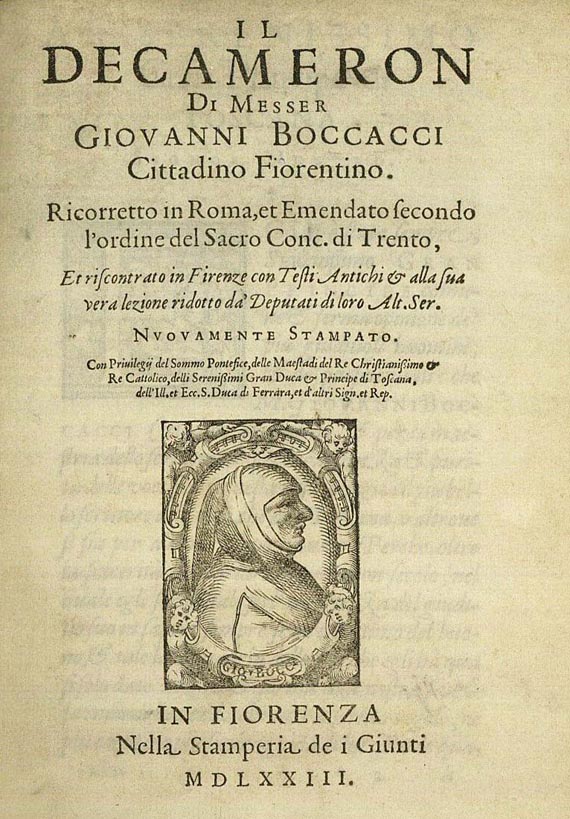 IL
DECAMERON
DI MESSER
GIOVANNI BOCCACCI
Cittadino Fiorentino.
Ricorretto in Roma, et Emendato ſecondo
l'ordine del Sacro Conc. di Trento,
Et riſcontrato in Firenze con Teſti Antichi & alla ſua
vera lezione ridotto da' Deputati di loro Alt. Ser.
NVOVAMENTE STAMPATO.
Con Priuilegij del Sommo Pontefice, delle Maeſtadi del Re Chriſtianiſſimo &
Re Cattolico, delli Sereniſſimi Gran Duca & Principe di Toſcana,
dell'Ill. et Ecc. S. Duca di Ferrara, et d'altri Sign. et Rep.
GIO. BOCC.
IN FIORENZA
Nella Stamperia de i Giunti
MDLXXIII.